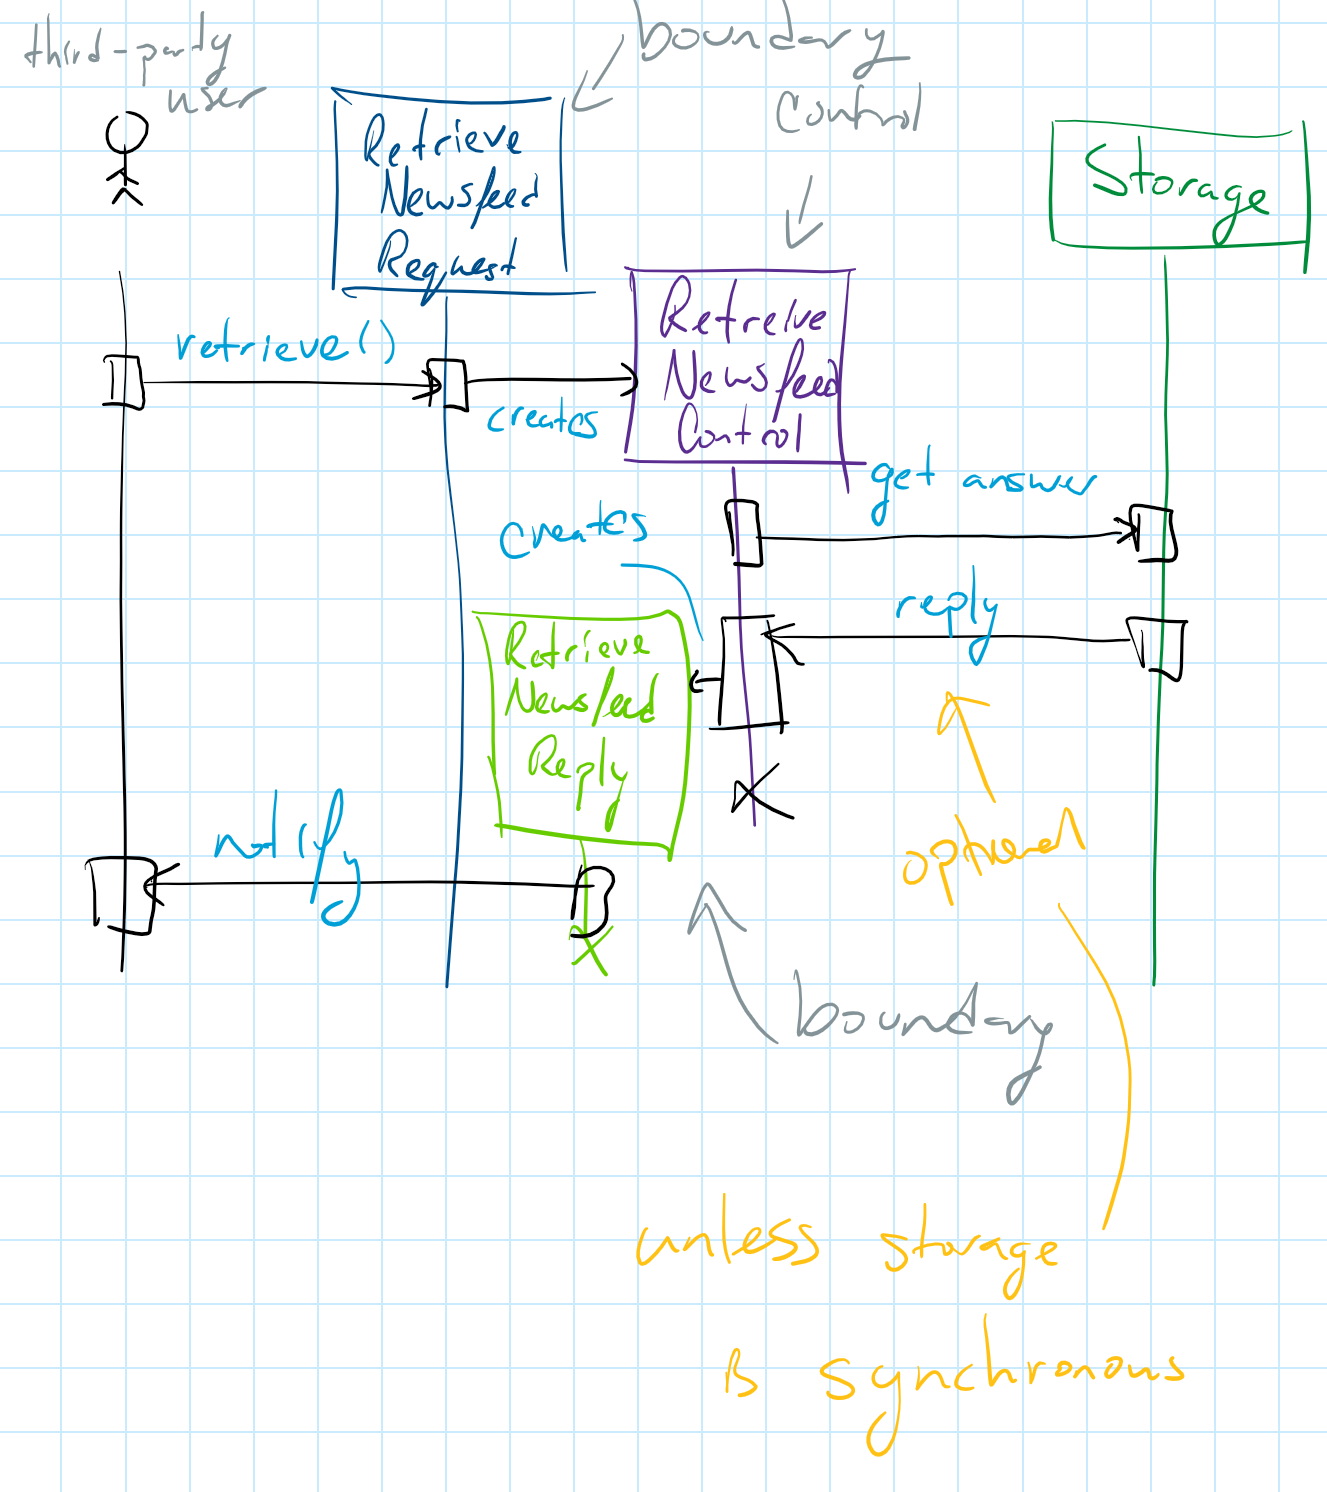 third-party
user
boundary
control
Retrieve
Newsfeed
Request
Storage
retrieve()
creates
Retreive
Newsfeed
Control
get answer
creates
reply
Retrieve
Newsfeed
Reply
notify
optional
boundary
unless storage
is synchronous